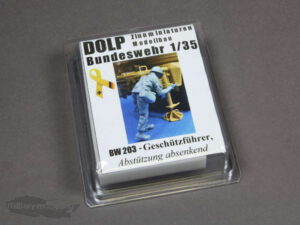 DOLP Zinnminiaturen
Modellbau
Bundeswehr 1/35
BW 203 - Geschützführer,
Abstützung absenkend